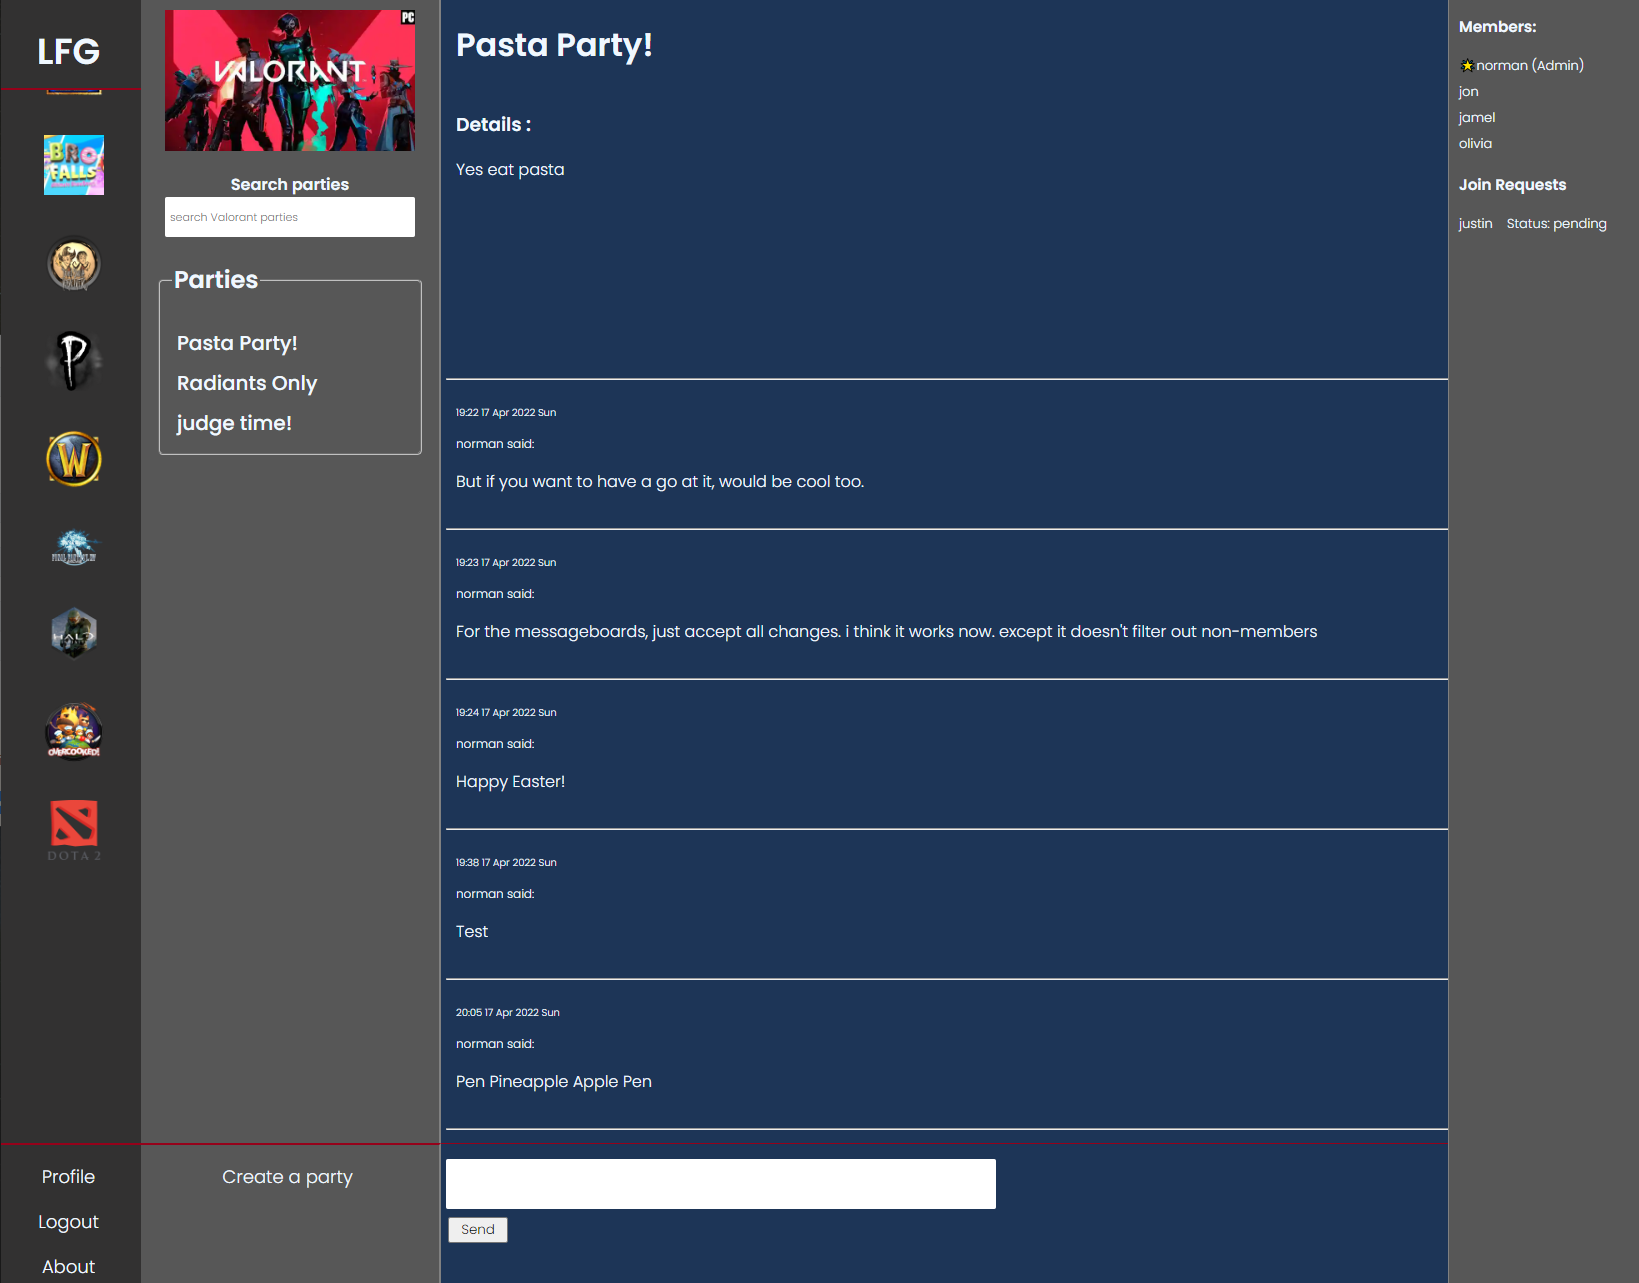 LFG
BRO
FALLS
P
W
FINAL FANTASY XIV
HALO
OVERCOOKED!
DOTA 2
Profile
Logout
About
PC
VALORANT
Search parties
search Valorant parties
Parties
Pasta Party!
Radiants Only
judge time!
Create a party
Pasta Party!
Details :
Yes eat pasta
19:22 17 Apr 2022 Sun
norman said:
But if you want to have a go at it, would be cool too.
19:23 17 Apr 2022 Sun
norman said:
For the messageboards, just accept all changes. i think it works now. except it doesn't filter out non-members
19:24 17 Apr 2022 Sun
norman said:
Happy Easter!
19:38 17 Apr 2022 Sun
norman said:
Test
20:05 17 Apr 2022 Sun
norman said:
Pen Pineapple Apple Pen
Send
Members:
norman (Admin)
jon
jamel
olivia
Join Requests
justin Status: pending